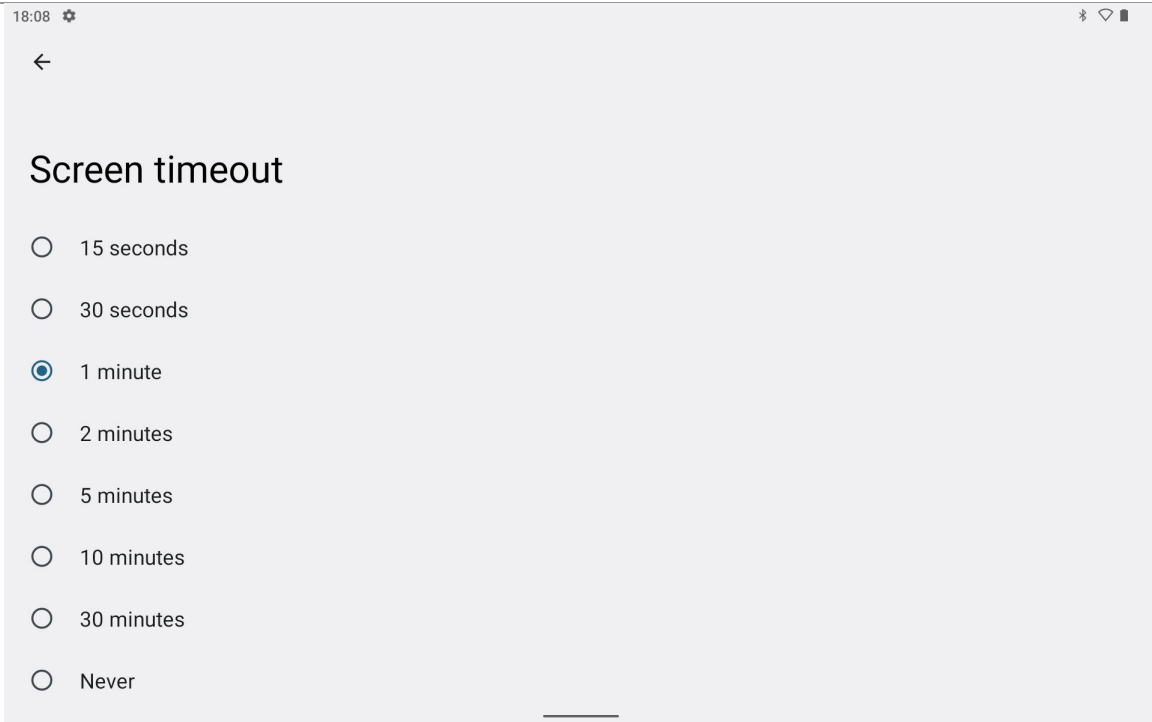 18:08
Screen timeout
15 seconds
30 seconds
1 minute
2 minutes
5 minutes
10 minutes
30 minutes
Never